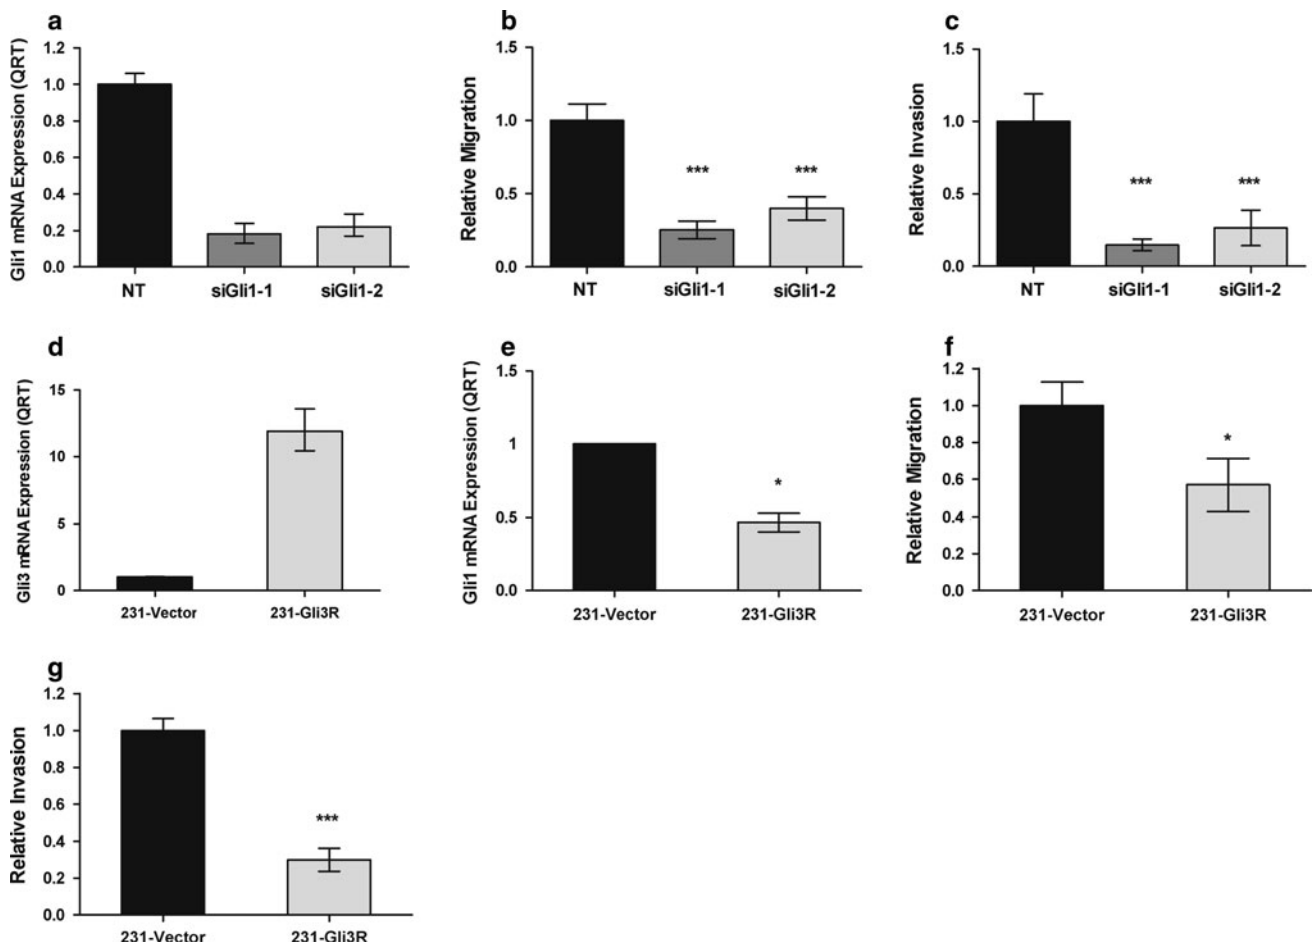 a
Gli1 mRNA Expression (QRT)
1.2
1.0
0.8
0.6
0.4
0.2
0.0
NT
siGli1-1
siGli1-2
b
Relative Migration
1.5
1.0
0.5
0.0
***
***
NT
siGli1-1
siGli1-2
c
Relative Invasion
1.5
1.0
0.5
0.0
***
***
NT
siGli1-1
siGli1-2
d
Gli3 mRNA Expression (QRT)
15
10
5
0
231-Vector
231-Gli3R
e
Gli1 mRNA Expression (QRT)
1.5
1
0.5
0.0
*
231-Vector
231-Gli3R
f
Relative Migration
1.2
1.0
0.8
0.6
0.4
0.2
0.0
*
231-Vector
231-Gli3R
g
Relative Invasion
1.2
1.0
0.8
0.6
0.4
0.2
0.0
***
231-Vector
231-Gli3R